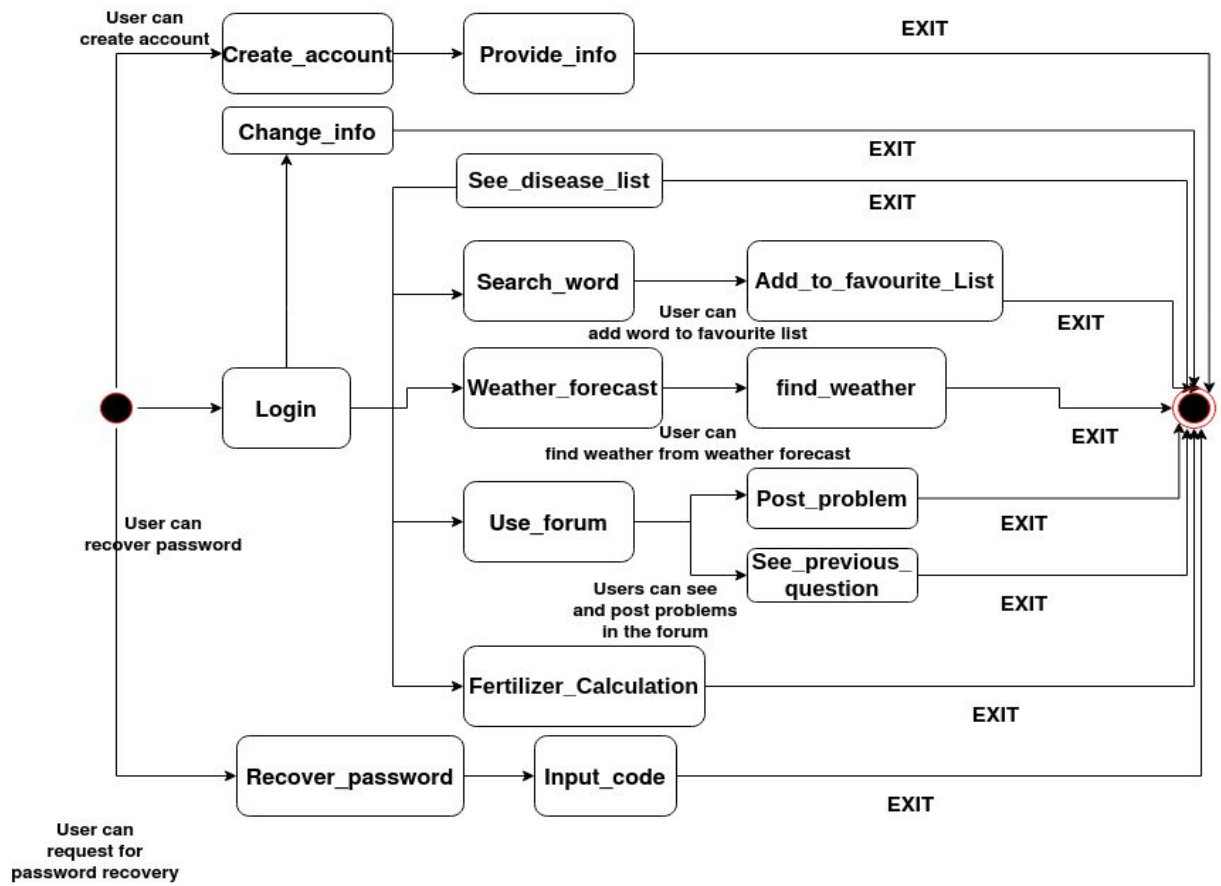 User can
create account
Create_account
Provide_info
EXIT
Change_info
EXIT
See_disease_list
EXIT
Search_word
Add_to_favourite_List
User can
add word to favourite list
EXIT
Login
Weather_forecast
find_weather
User can
find weather from weather forecast
EXIT
User can
recover password
Use_forum
Post_problem
EXIT
See_previous_
question
Users can see
and post problems
in the forum
EXIT
Fertilizer_Calculation
EXIT
Recover_password
Input_code
EXIT
User can
request for
password recovery